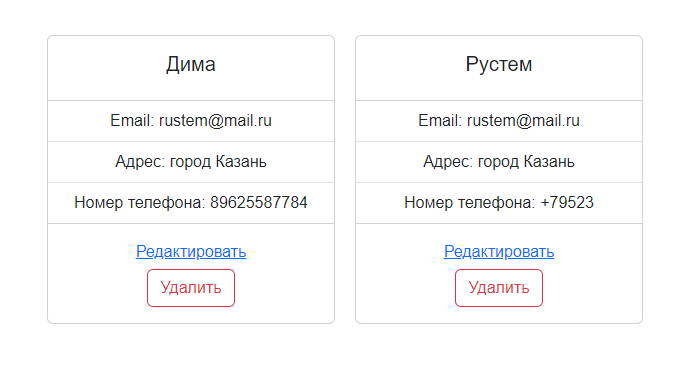 Дима
Email: rustem@mail.ru
Адрес: город Казань
Номер телефона: 89625587784
Редактировать
Удалить
Рустем
Email: rustem@mail.ru
Адрес: город Казань
Номер телефона: +79523
Редактировать
Удалить